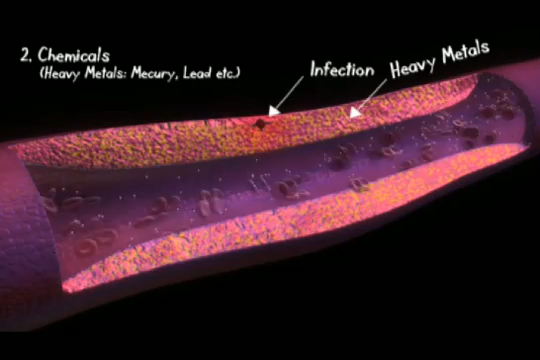 2. Chemicals
(Heavy Metals: Mecury, Lead etc.)
Infection
Heavy Metals